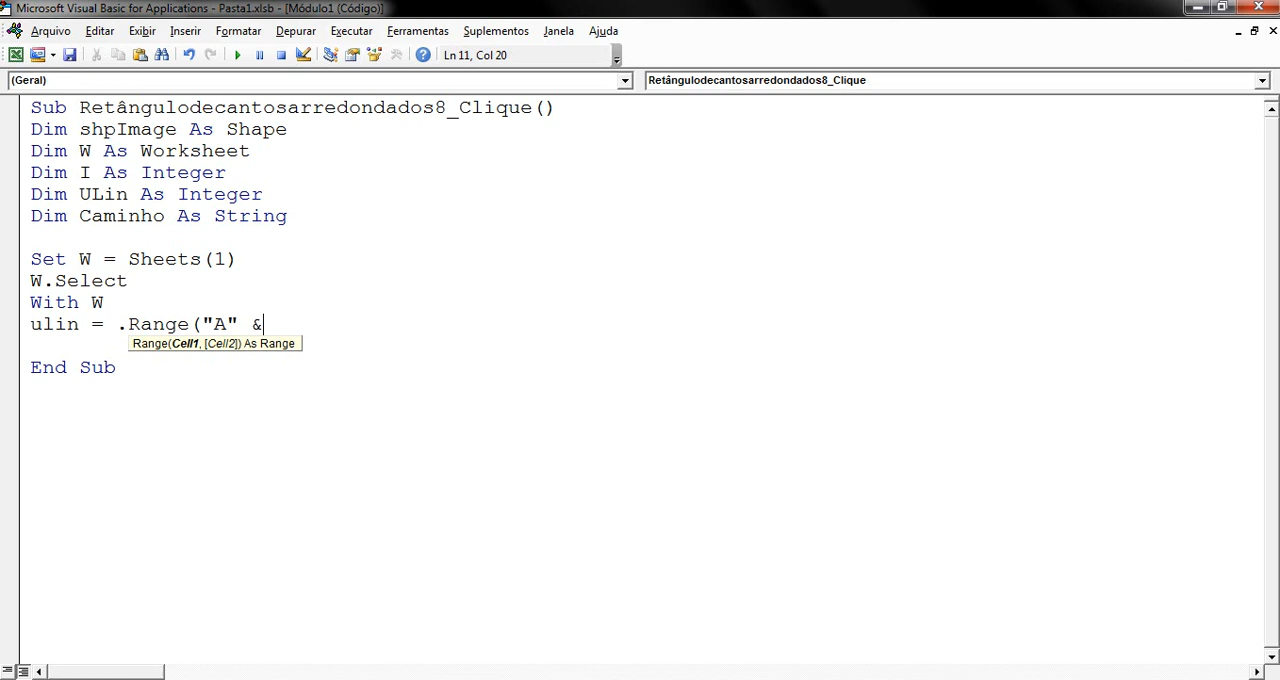 Microsoft Visual Basic for Applications - Pasta1.xlsb - [Módulo1 (Código)]
Arquivo Editar Exibir Inserir Formatar Depurar Executar Ferramentas Suplementos Janela Ajuda
Ln 11, Col 20
(Geral) Retângulodecantosarredondados8_Clique
Sub Retângulodecantosarredondados8_Clique()
Dim shpImage As Shape
Dim W As Worksheet
Dim I As Integer
Dim ULin As Integer
Dim Caminho As String
Set W = Sheets(1)
W.Select
With W
ulin = .Range("A" &
Range(Cell1, [Cell2]) As Range
End Sub